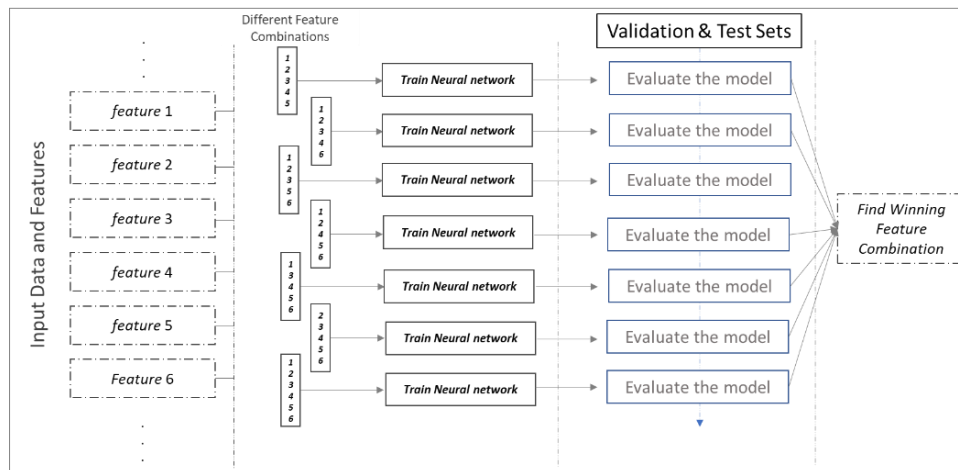 Different Feature
Combinations
Validation & Test Sets
Input Data and Features
feature 1
feature 2
feature 3
feature 4
feature 5
Feature 6
1
2
3
4
5
1
2
3
4
6
1
2
3
5
6
1
2
4
5
6
1
3
4
5
6
2
3
4
5
6
1
2
3
4
5
6
Train Neural network
Train Neural network
Train Neural network
Train Neural network
Train Neural network
Train Neural network
Train Neural network
Evaluate the model
Evaluate the model
Evaluate the model
Evaluate the model
Evaluate the model
Evaluate the model
Evaluate the model
Find Winning
Feature
Combination